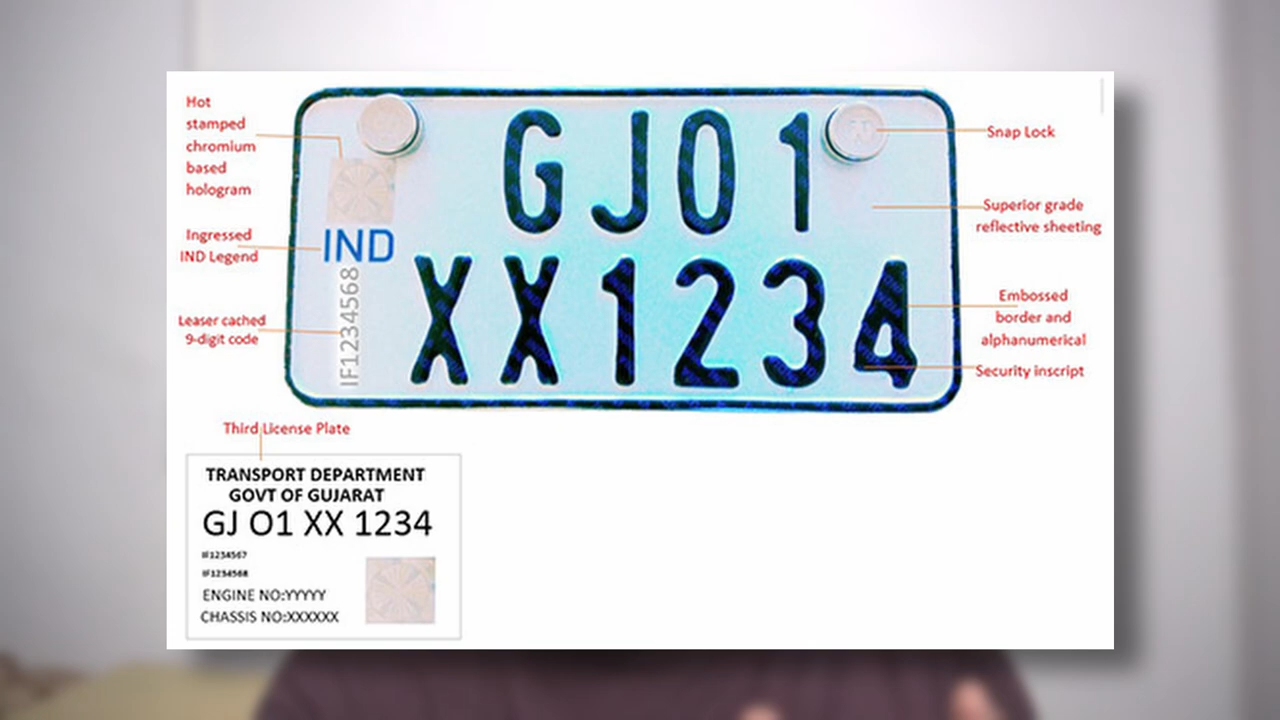 Hot
stamped
chromium
based
hologram
Ingressed
IND Legend
Leaser cached
9-digit code
GJ01
IND
XX1234
IF1234568
Snap Lock
Superior grade
reflective sheeting
Embossed
border and
alphanumerical
Security inscript
Third License Plate
TRANSPORT DEPARTMENT
GOVT OF GUJARAT
GJ O1 XX 1234
IF1234567
IF1234568
ENGINE NO:YYYYY
CHASSIS NO:XXXXXX